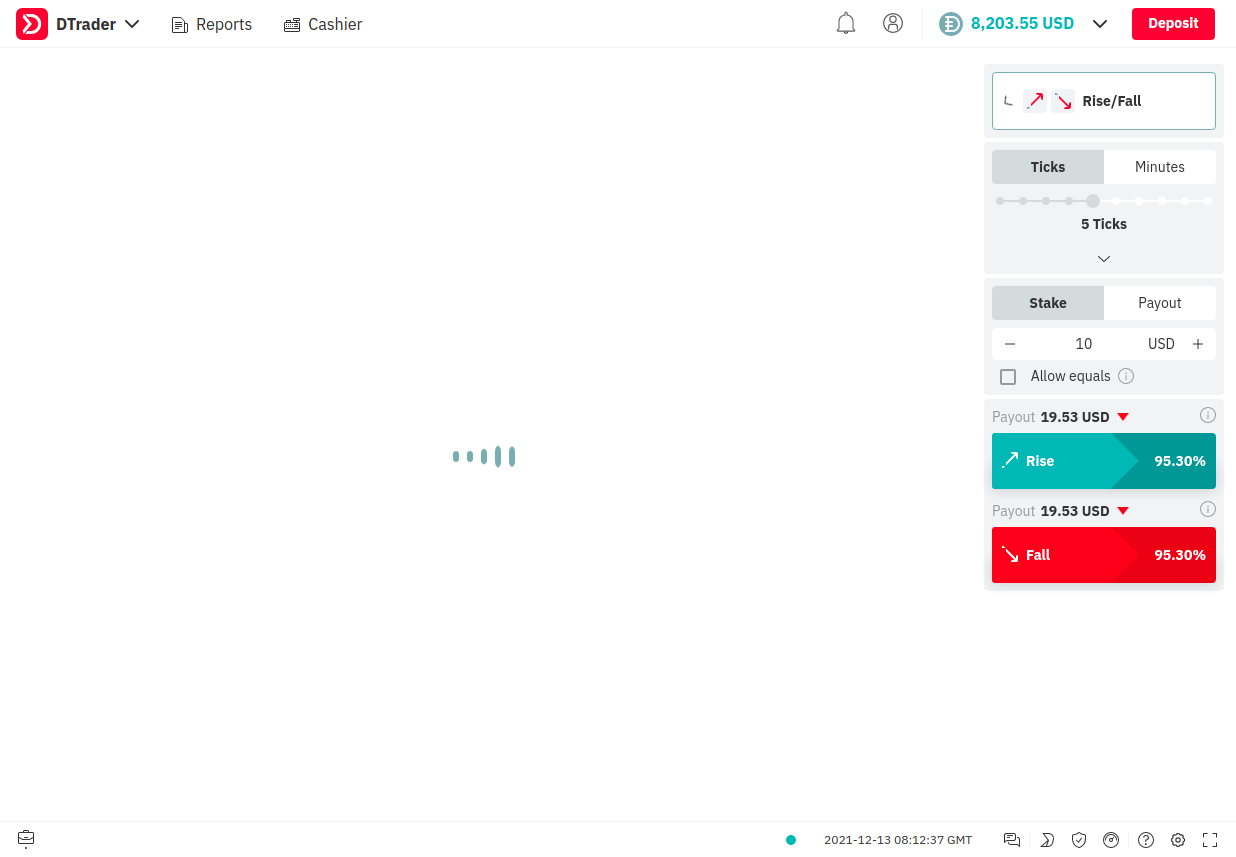 DTrader Reports Cashier 8,203.55 USD Deposit
Rise/Fall
Ticks Minutes
5 Ticks
Stake Payout
10 USD
Allow equals
Payout 19.53 USD
Rise 95.30%
Payout 19.53 USD
Fall 95.30%
2021-12-13 08:12:37 GMT